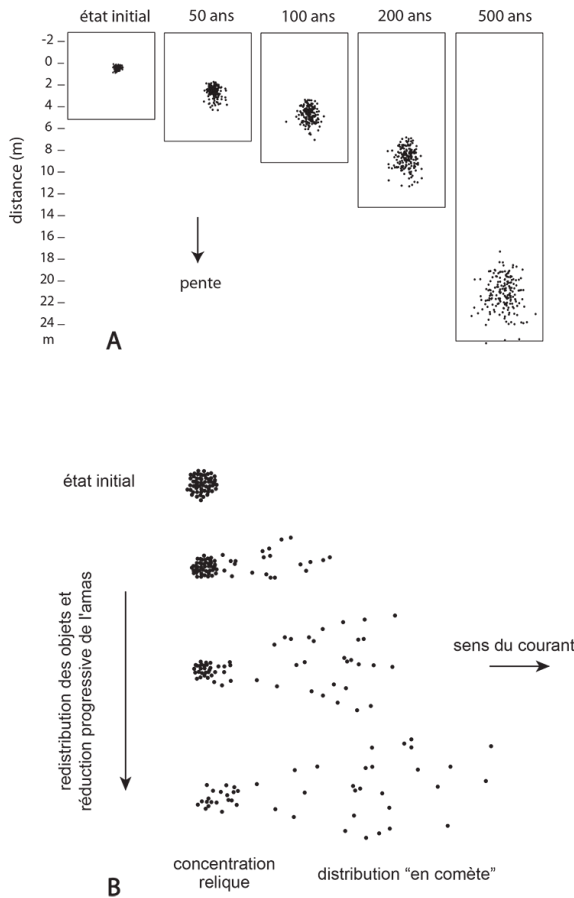 état initial 50 ans 100 ans 200 ans 500 ans
distance (m)
-2
0
2
4
6
8
10
12
14
16
18
20
22
24
m
pente
A
état initial
redistribution des objets et
réduction progressive de l'amas
sens du courant
concentration
relique
distribution "en comète"
B